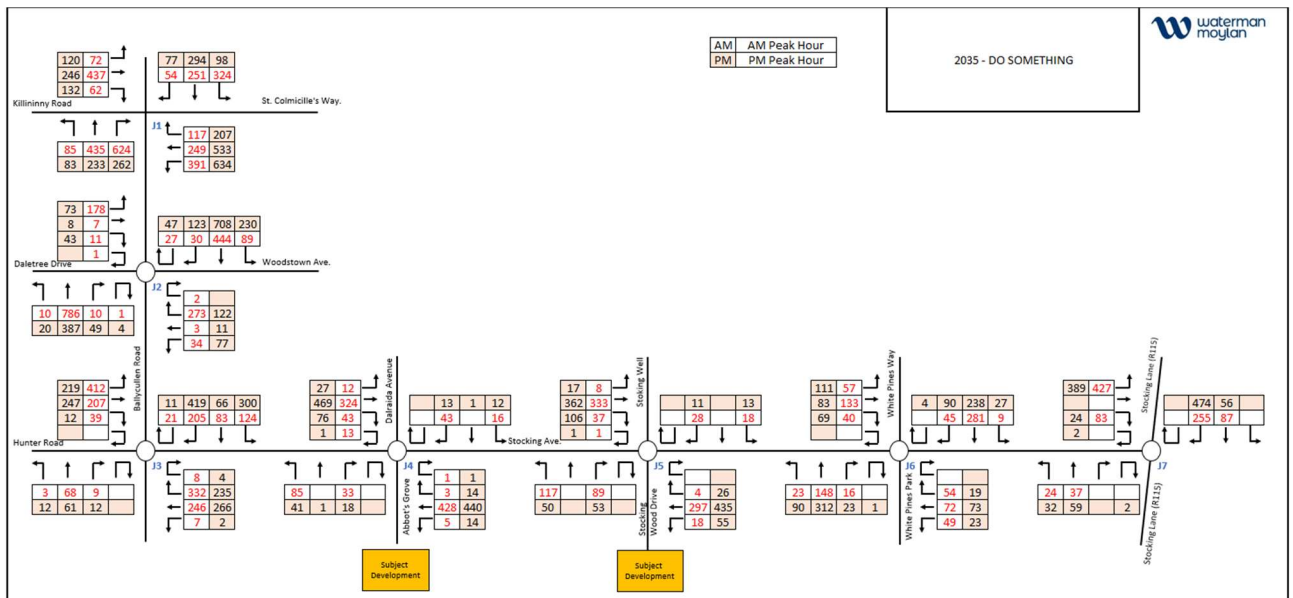 waterman
moylan
AM AM Peak Hour
PM PM Peak Hour
2035 - DO SOMETHING
120 72
246 437
132 62
77 294 98
54 251 324
Killininny Road
St. Colmicille's Way.
J1
85 435 624
83 233 262
117 207
249 533
391 634
73 178
8 7
43 11
1
47 123 708 230
27 30 444 89
Daletree Drive
Woodstown Ave.
J2
10 786 10 1
20 387 49 4
2
273 122
3 11
34 77
Ballycullen Road
219 412
247 207
12 39
11 419 66 300
21 205 83 124
Hunter Road
J3
3 68 9
12 61 12
8 4
332 235
246 266
7 2
Dalraida Avenue
27 12
469 324
76 43
1 13
13 1 12
43 16
Stocking Ave.
J4
85 33
41 1 18
Abbot's Grove
1 1
3 14
428 440
5 14
Subject
Development
Stoking Well
17 8
362 333
106 37
1 1
11 13
28 18
J5
117 89
50 53
Stocking
Wood Drive
4 26
297 435
18 55
Subject
Development
White Pines Way
111 57
83 133
69 40
4 90 238 27
45 281 9
J6
23 148 16
90 312 23 1
White Pines Park
54 19
72 73
49 23
Stocking Lane (R115)
389 427
24 83
2
474 56
255 87
J7
24 37
32 59 2
Stocking Lane (R115)